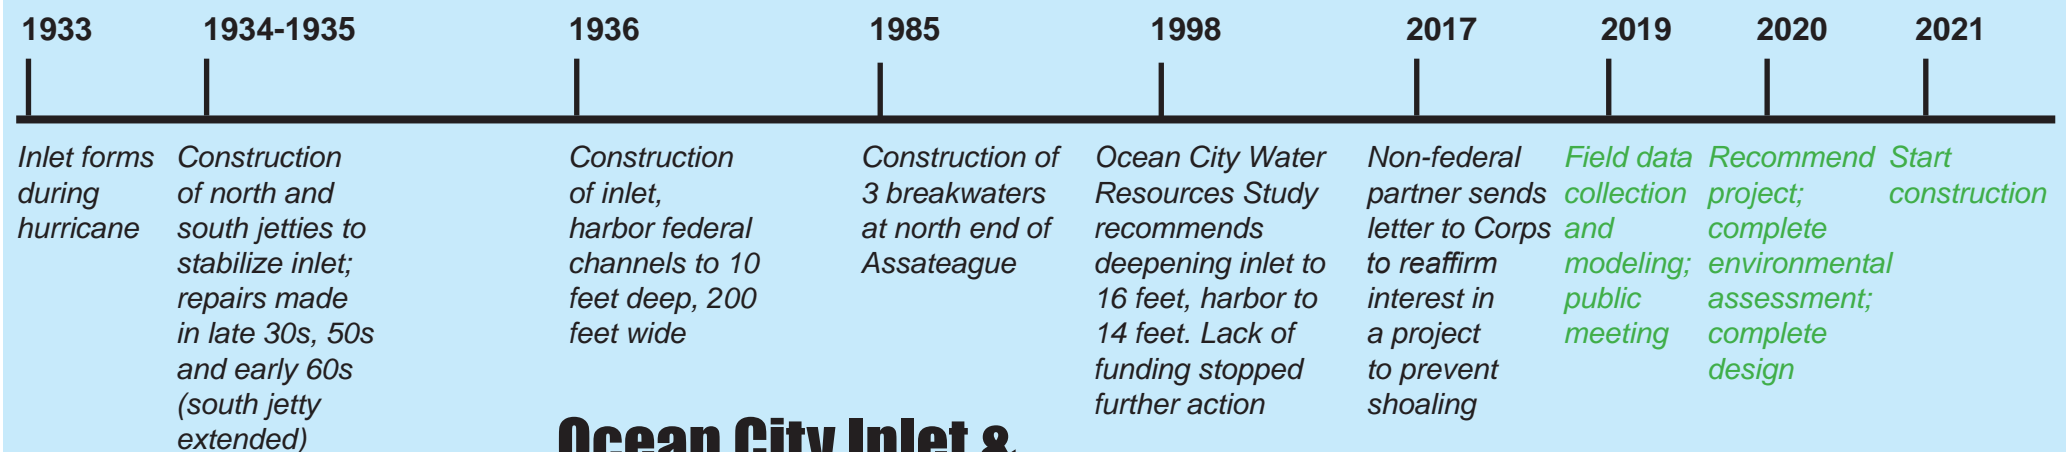 1933
1934-1935
1936
1985
1998
2017
2019
2020
2021
Inlet forms
during
hurricane
Construction
of north and
south jetties to
stabilize inlet;
repairs made
in late 30s, 50s
and early 60s
(south jetty
extended)
Construction
of inlet,
harbor federal
channels to 10
feet deep, 200
feet wide
Construction of
3 breakwaters
at north end of
Assateague
Ocean City Water
Resources Study
recommends
deepening inlet to
16 feet, harbor to
14 feet. Lack of
funding stopped
further action
Non-federal
partner sends
letter to Corps
to reaffirm
interest in
a project
to prevent
shoaling
Field data
collection
and
modeling;
public
meeting
Recommend
project;
complete
environmental
assessment;
complete
design
Start
construction
Ocean City Inlet &